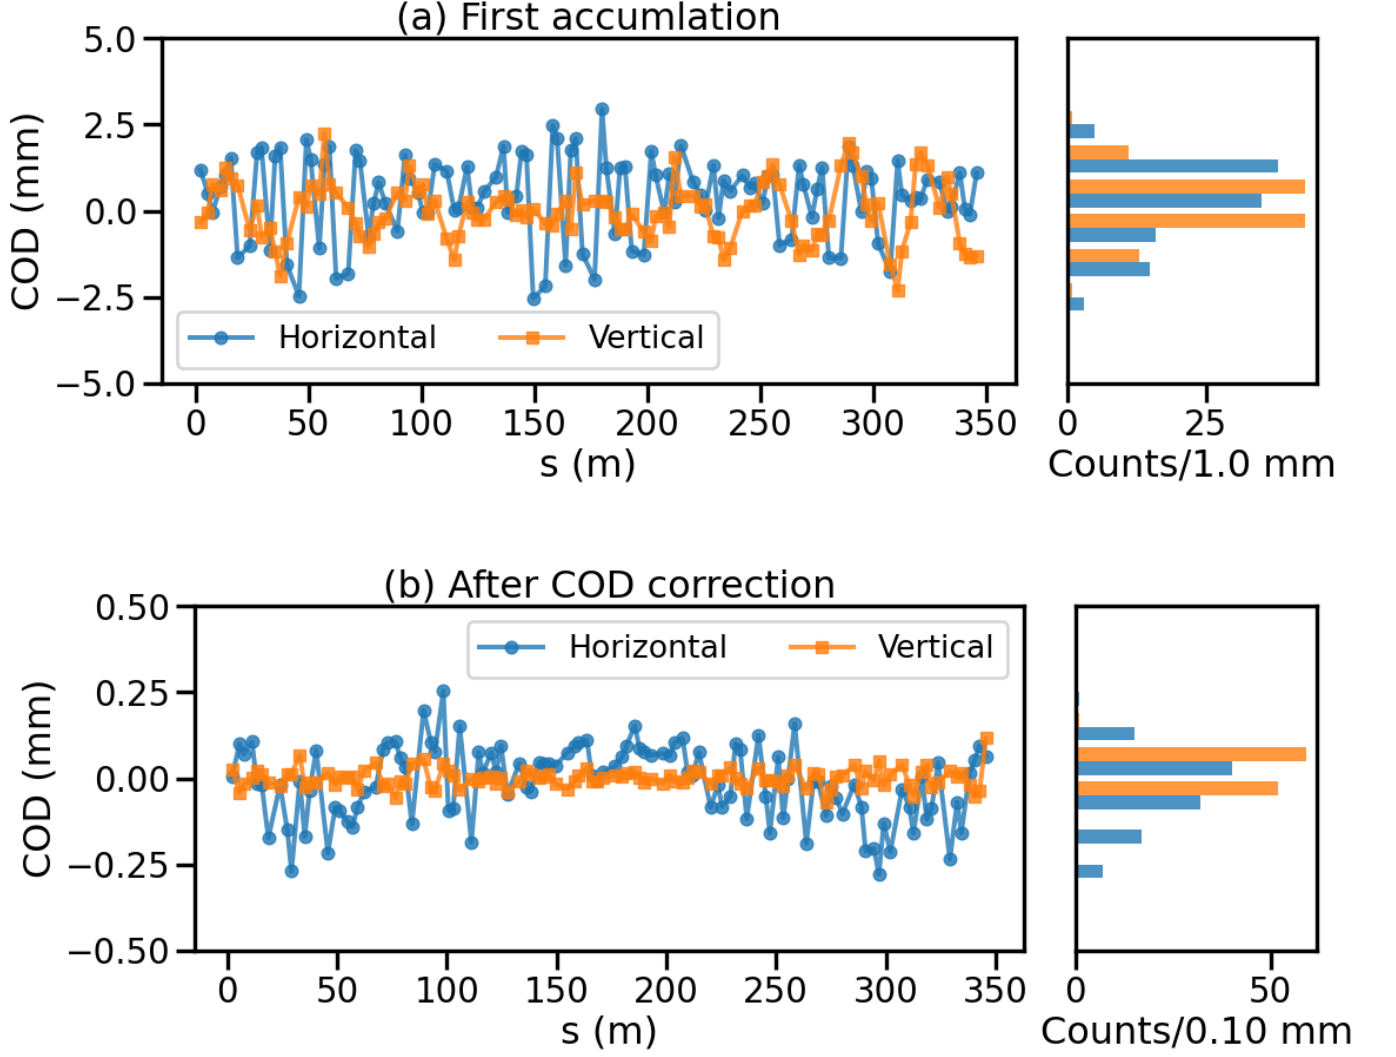 (a) First accumlation
COD (mm)
5.0
2.5
0.0
−2.5
−5.0
Horizontal Vertical
0 50 100 150 200 250 300 350
s (m)
0 25
Counts/1.0 mm
(b) After COD correction
COD (mm)
0.50
0.25
0.00
−0.25
−0.50
Horizontal Vertical
0 50 100 150 200 250 300 350
s (m)
0 50
Counts/0.10 mm